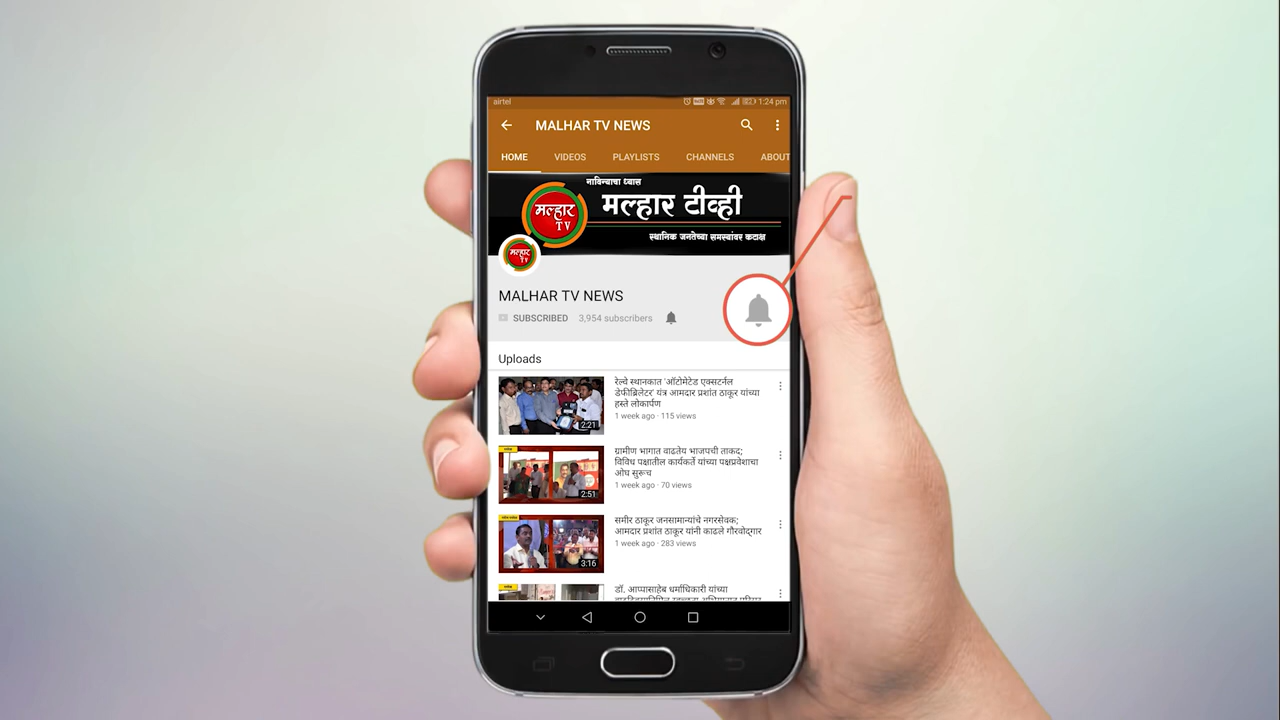 airtel 1:24 pm
MALHAR TV NEWS
HOME VIDEOS PLAYLISTS CHANNELS ABOUT
नाविन्याचा ध्यास
मल्हार टीव्ही
मल्हार
TV
स्थानिक जनतेच्या समस्यांवर कटाक्ष
मल्हार
TV
MALHAR TV NEWS
SUBSCRIBED 3,954 subscribers
Uploads
रेल्वे स्थानकात 'ऑटोमेटेड एक्सटर्नल
डेफीब्रिलेटर' यंत्र आमदार प्रशांत ठाकूर यांच्या
हस्ते लोकार्पण
1 week ago · 115 views
2:21
ग्रामीण भागात वाढतेय भाजपची ताकद;
विविध पक्षातील कार्यकर्ते यांच्या पक्षप्रवेशाचा
ओघ सुरूच
1 week ago · 70 views
2:51
समीर ठाकूर जनसामान्यांचे नगरसेवक;
आमदार प्रशांत ठाकूर यांनी काढले गौरवोद्गार
1 week ago · 283 views
3:16
डॉ. आप्पासाहेब धर्माधिकारी यांच्या